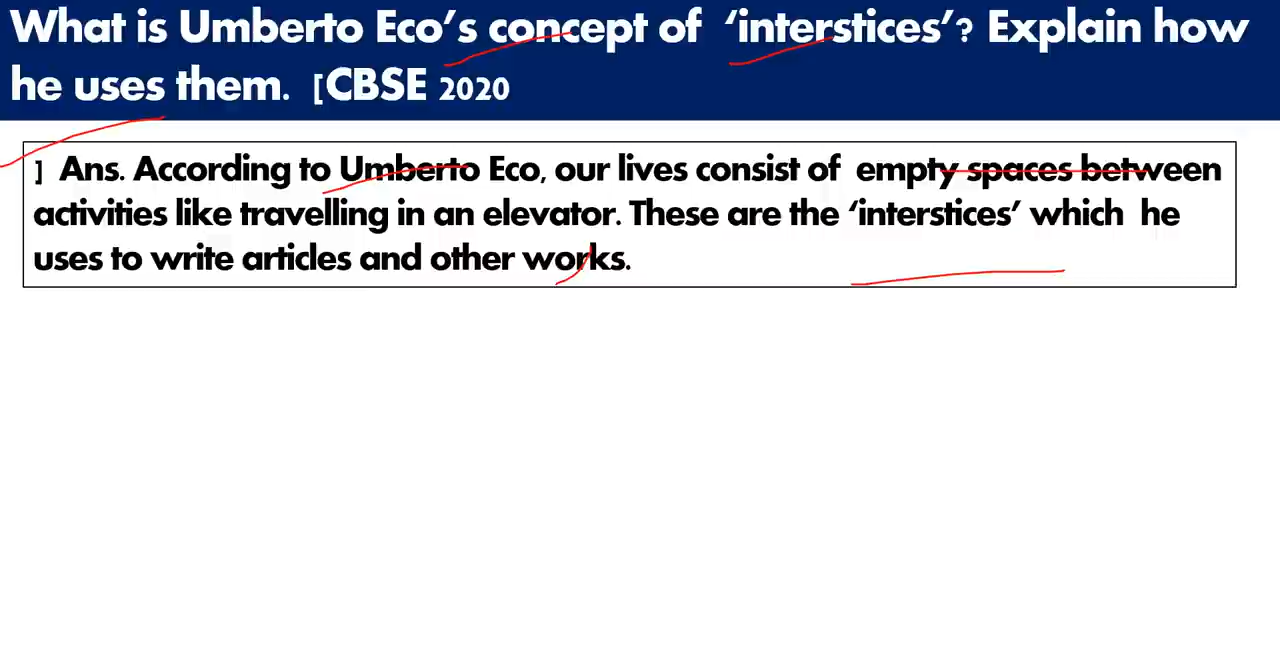 What is Umberto Eco’s concept of ‘interstices’? Explain how
he uses them. [CBSE 2020
] Ans. According to Umberto Eco, our lives consist of empty spaces between
activities like travelling in an elevator. These are the ‘interstices’ which he
uses to write articles and other works.